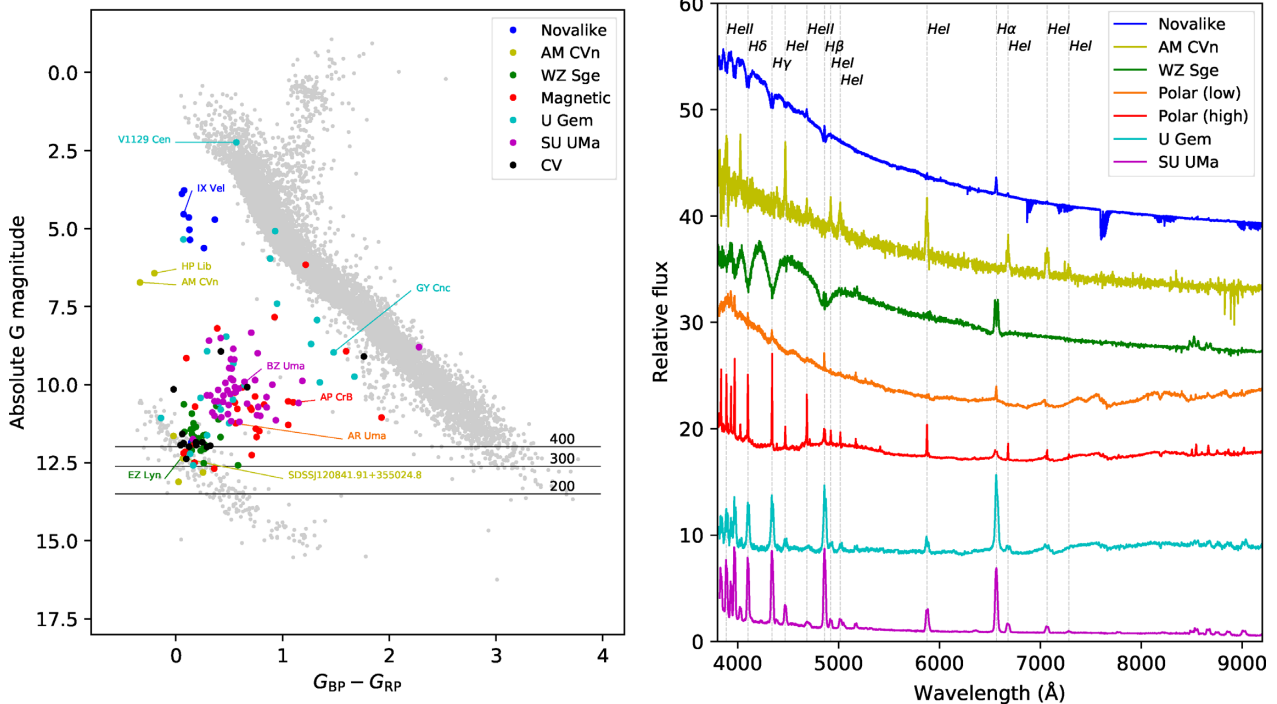 Absolute G magnitude
0.0
2.5
5.0
7.5
10.0
12.5
15.0
17.5
Novalike
AM CVn
WZ Sge
Magnetic
U Gem
SU UMa
CV
V1129 Cen
IX Vel
HP Lib
AM CVn
GY Cnc
BZ Uma
AP CrB
AR Uma
EZ Lyn
SDSSJ120841.91+355024.8
400
300
200
0
1
2
3
4
G_BP − G_RP
Relative flux
60
50
40
30
20
10
0
HeII
Hδ
Hγ
HeI
HeII
Hβ
HeI
HeI
HeI
Hα
HeI
HeI
HeI
Novalike
AM CVn
WZ Sge
Polar (low)
Polar (high)
U Gem
SU UMa
4000
5000
6000
7000
8000
9000
Wavelength (Å)